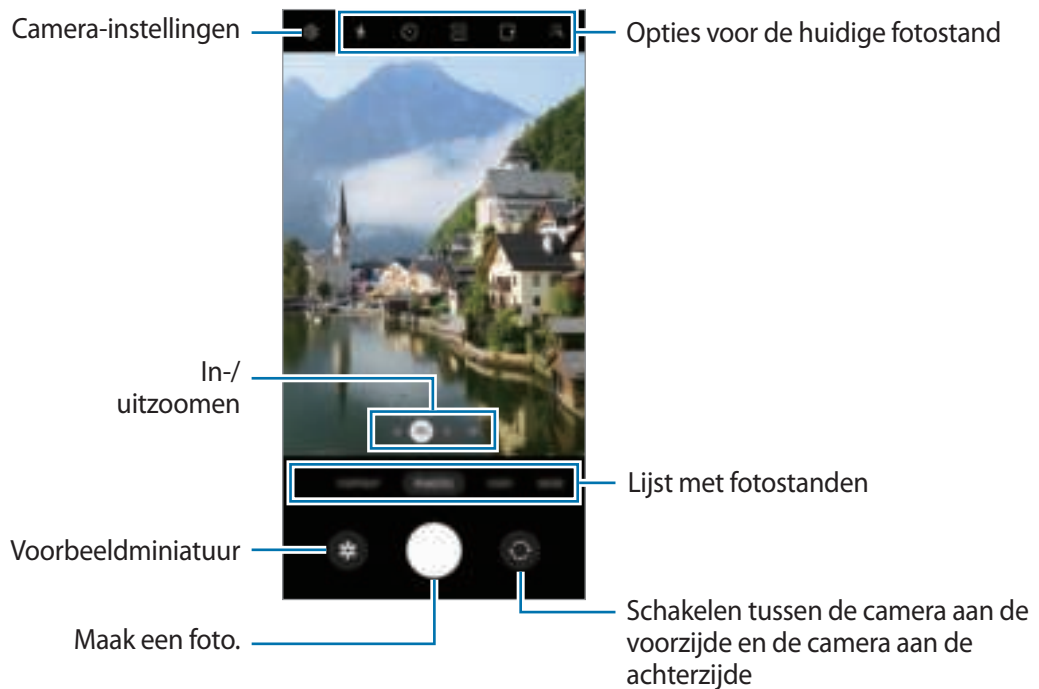 Camera-instellingen
Opties voor de huidige fotostand
In-/
uitzoomen
Lijst met fotostanden
Voorbeeldminiatuur
Maak een foto.
Schakelen tussen de camera aan de
voorzijde en de camera aan de
achterzijde